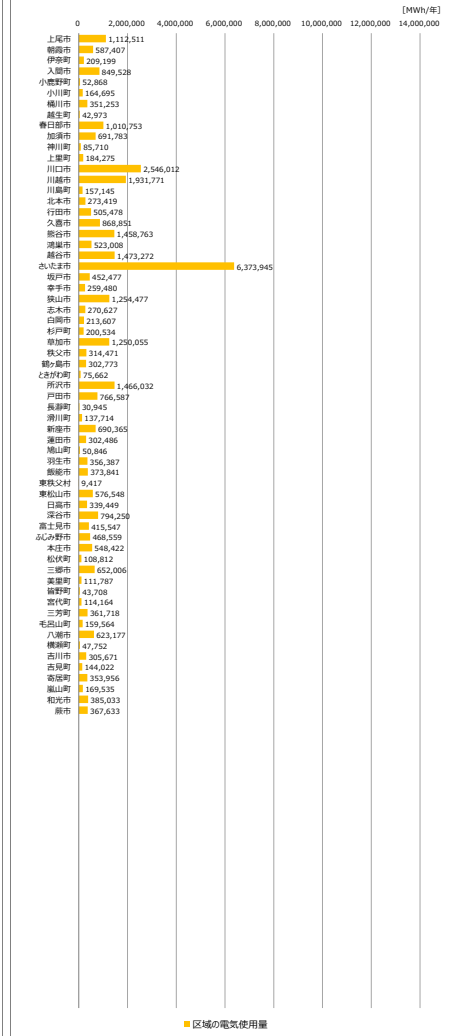 [MWh/年]
0 2,000,000 4,000,000 6,000,000 8,000,000 10,000,000 12,000,000 14,000,000
上尾市 1,112,511
朝霞市 587,407
伊奈町 209,199
入間市 849,528
小鹿野町 52,868
小川町 164,695
桶川市 351,253
越生町 42,973
春日部市 1,010,753
加須市 691,783
神川町 85,710
上里町 184,275
川口市 2,546,012
川越市 1,931,771
川島町 157,145
北本市 273,419
行田市 505,478
久喜市 868,851
熊谷市 1,458,763
鴻巣市 523,008
越谷市 1,473,272
さいたま市 6,373,945
坂戸市 452,477
幸手市 259,480
狭山市 1,254,477
志木市 270,627
白岡市 213,607
杉戸町 200,534
草加市 1,250,055
秩父市 314,471
鶴ヶ島市 302,773
ときがわ町 75,662
所沢市 1,466,032
戸田市 766,587
長瀞町 30,945
滑川町 137,714
新座市 690,365
蓮田市 302,486
鳩山町 50,846
羽生市 356,387
飯能市 373,841
東秩父村 9,417
東松山市 576,548
日高市 339,449
深谷市 794,250
富士見市 415,547
ふじみ野市 468,559
本庄市 548,422
松伏町 108,812
三郷市 652,006
美里町 111,787
皆野町 43,708
宮代町 114,164
三芳町 361,718
毛呂山町 159,564
八潮市 623,177
横瀬町 47,752
吉川市 305,671
吉見町 144,022
寄居町 353,956
嵐山町 169,535
和光市 385,033
蕨市 367,633
区域の電気使用量